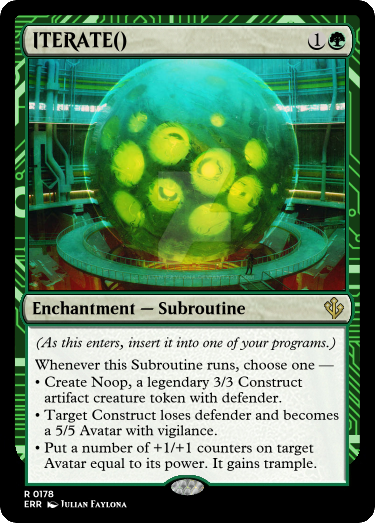 ITERATE()
1
Enchantment — Subroutine
(As this enters, insert it into one of your programs.)
Whenever this Subroutine runs, choose one —
• Create Noop, a legendary 3/3 Construct
artifact creature token with defender.
• Target Construct loses defender and becomes
a 5/5 Avatar with vigilance.
• Put a number of +1/+1 counters on target
Avatar equal to its power. It gains trample.
R 0178
ERR Julian Faylona